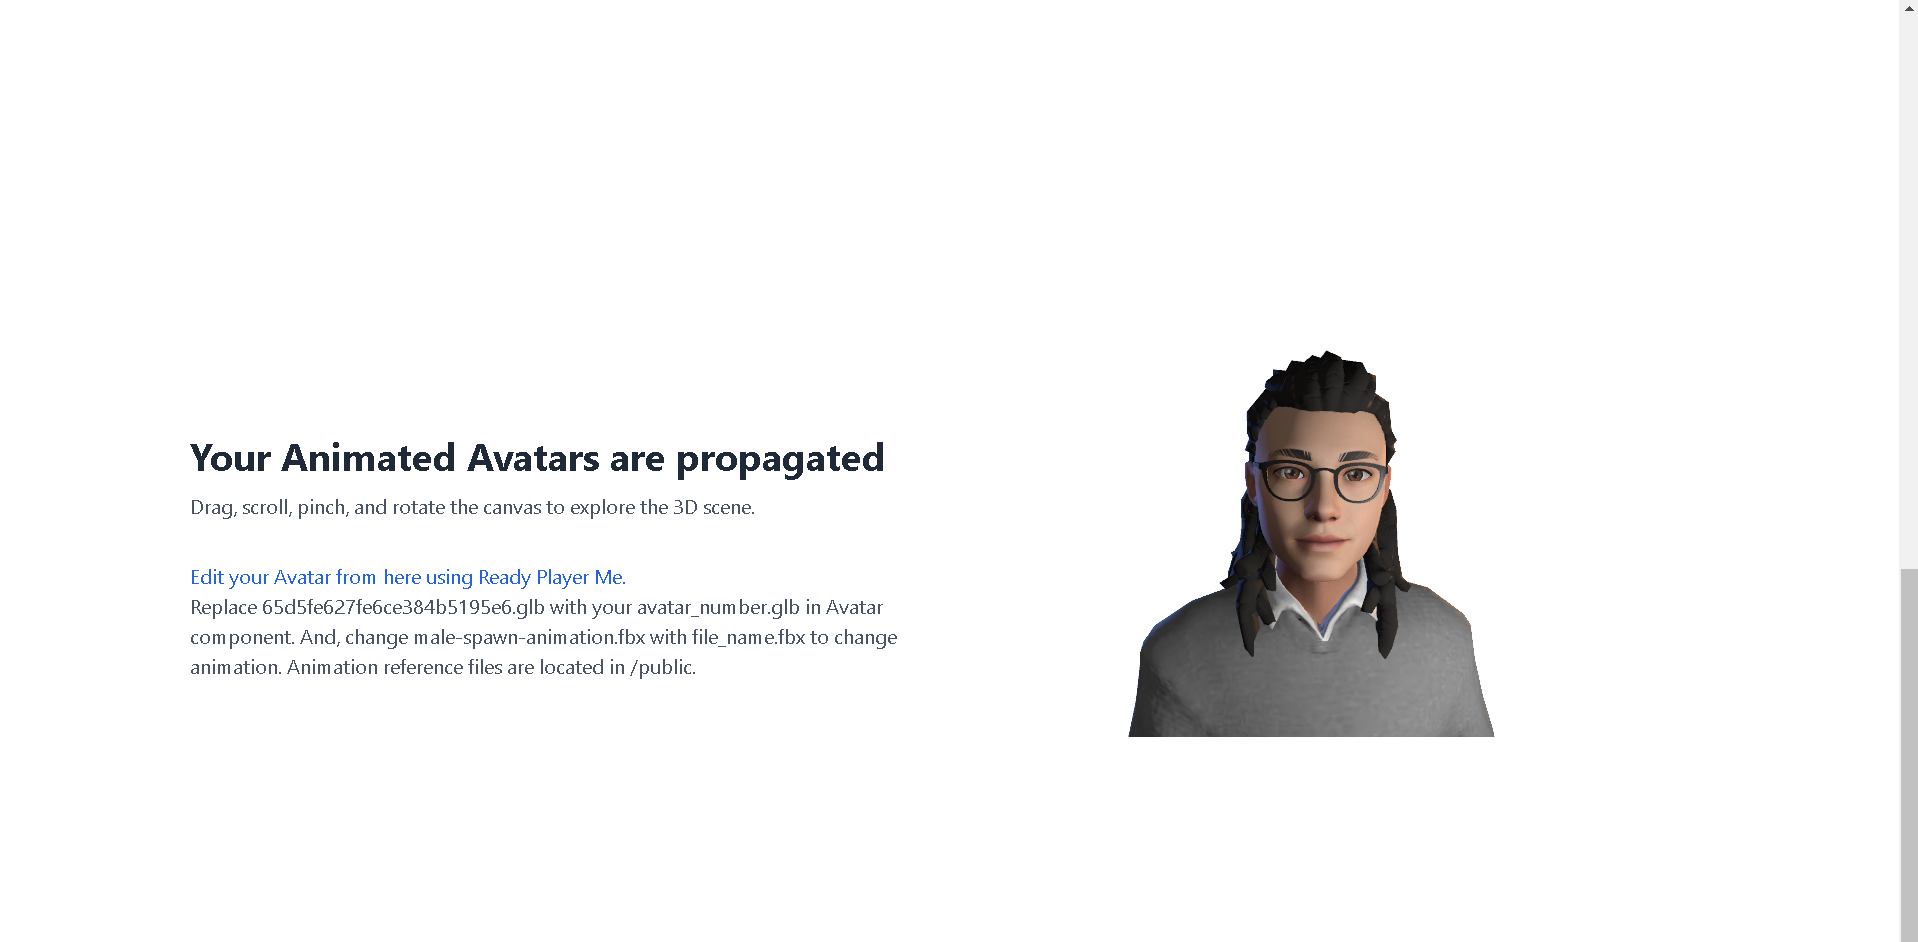 Your Animated Avatars are propagated
Drag, scroll, pinch, and rotate the canvas to explore the 3D scene.
Edit your Avatar from here using Ready Player Me.
Replace 65d5fe627fe6ce384b5195e6.glb with your avatar_number.glb in Avatar
component. And, change male-spawn-animation.fbx with file_name.fbx to change
animation. Animation reference files are located in /public.